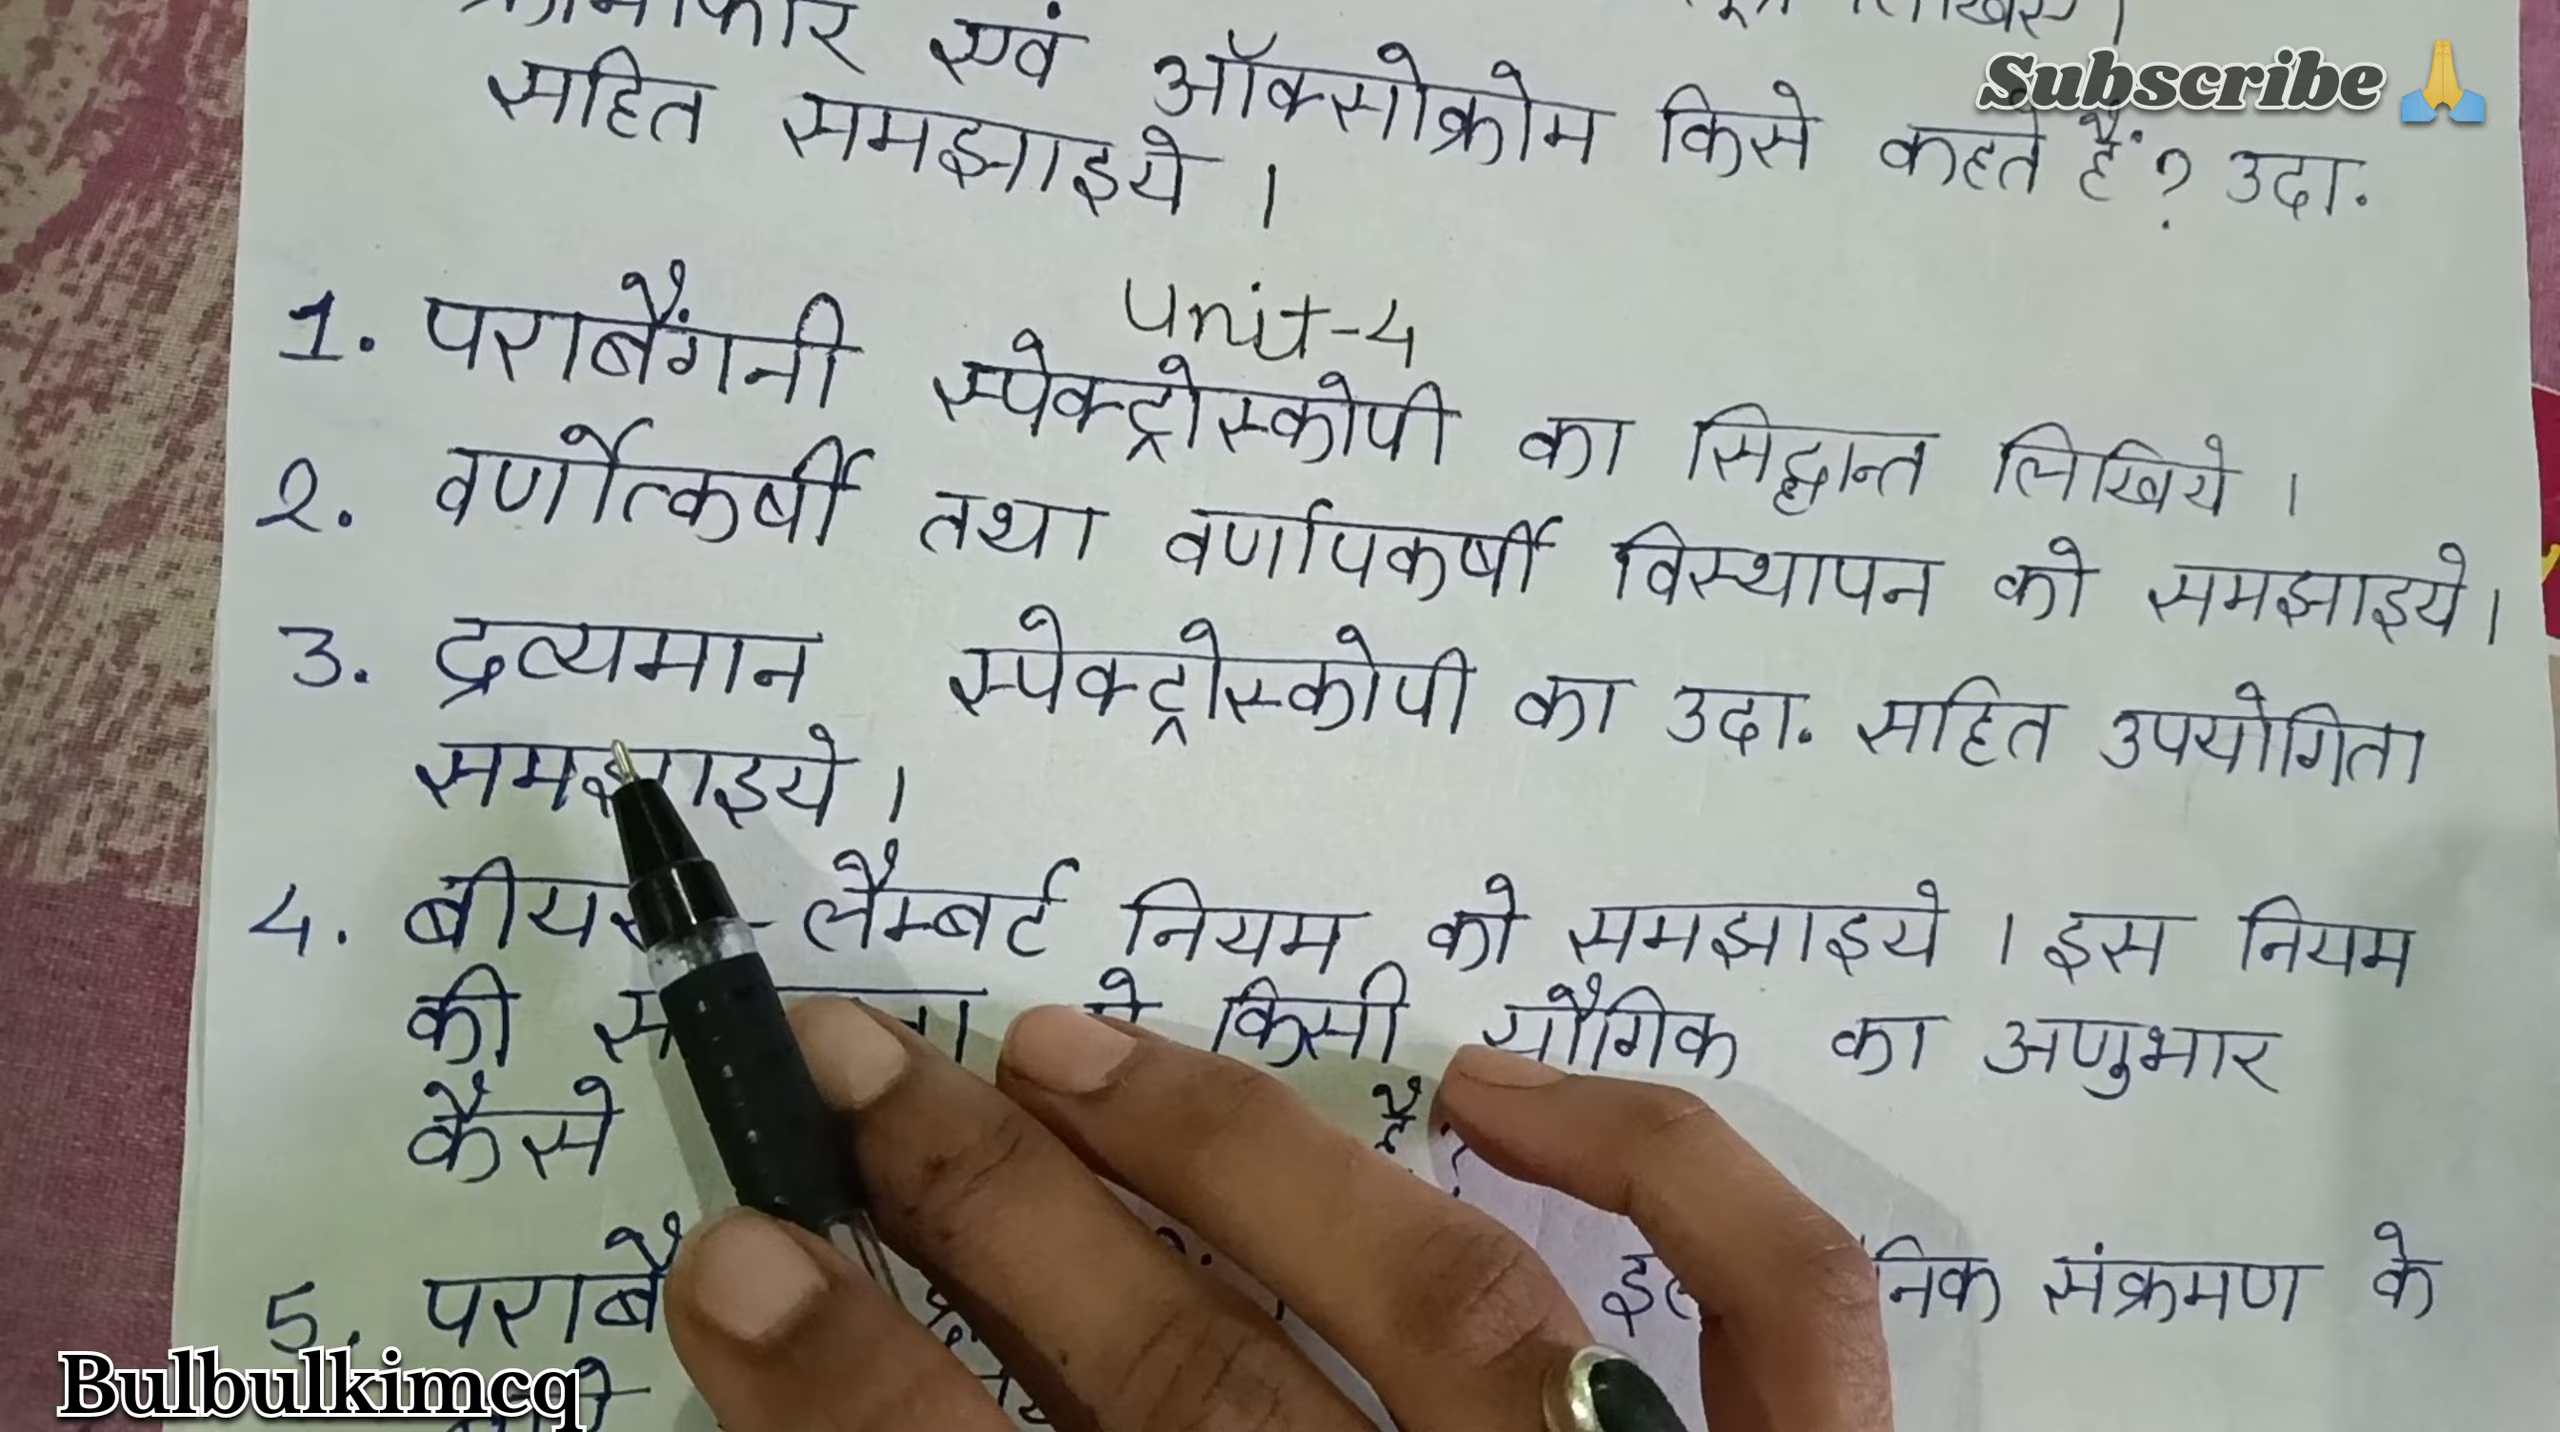 एवं ऑक्सोक्रोम किसे कहते हैं? उदा.
सहित समझाइये।
Subscribe 🙏
Unit-4
1. पराबैंगनी स्पेक्ट्रोस्कोपी का सिद्धान्त लिखिये।
2. वर्णोत्कर्षी तथा वर्णापकर्षी विस्थापन को समझाइये।
3. द्रव्यमान स्पेक्ट्रोस्कोपी का उदा. सहित उपयोगिता
समझाइये।
4. बीयर-लैम्बर्ट नियम को समझाइये। इस नियम
की किसी यौगिक का अणुभार
कैसे है?
5. संक्रमण के
Bulbulkimcq